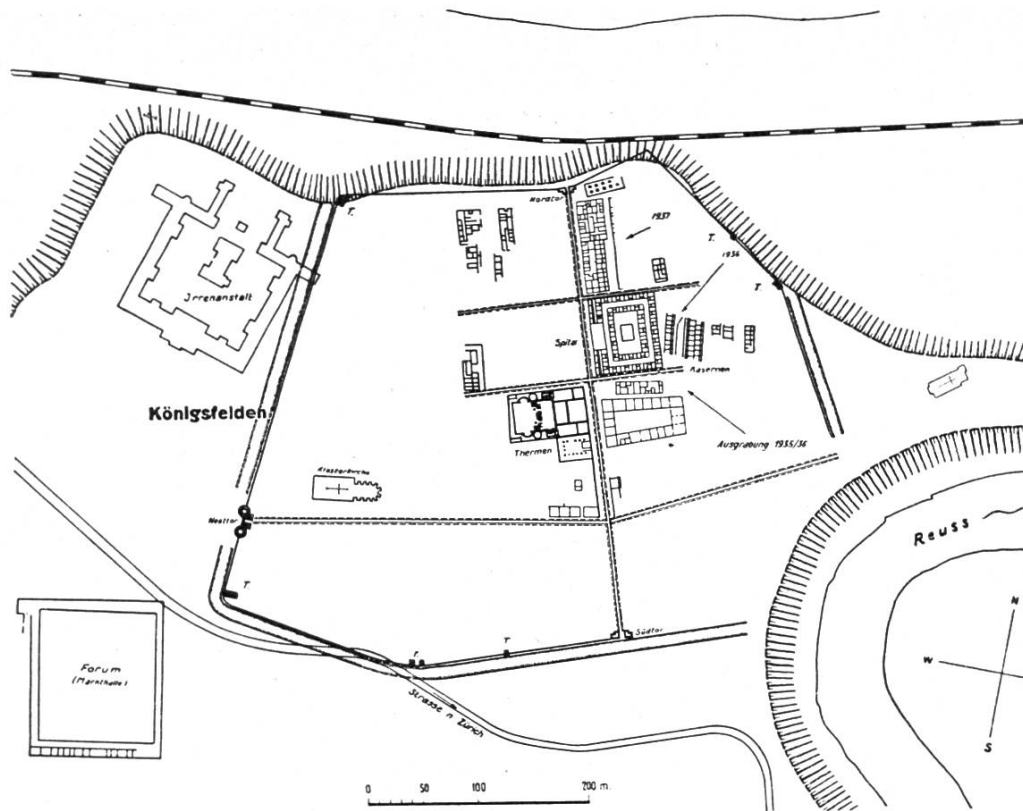 T.
Nordtor
1937
T.
1936
T.
Irrenanstalt
Spital
Kasernen
Königsfelden
Ausgrabung 1935/36
Thermen
Klosterkirche
Westtor
Reuss
T.
N
Südtor
T.
T.
W
Forum
(Markthalle)
Strasse n. Zürich
S
0 50 100 200 m.